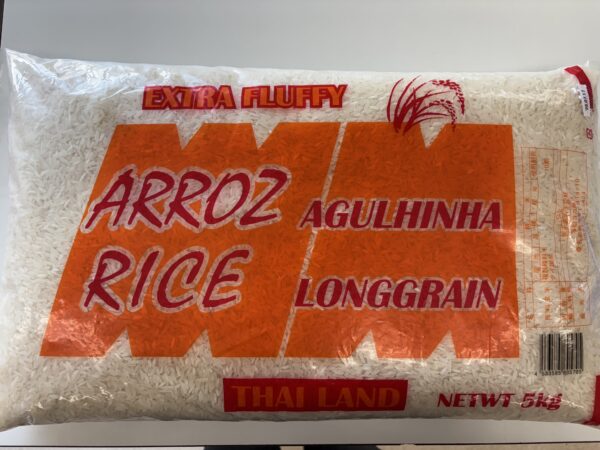 EXTRA FLUFFY
ARROZ AGULHINHA
RICE LONGGRAIN
THAI LAND
NETWT 5kg